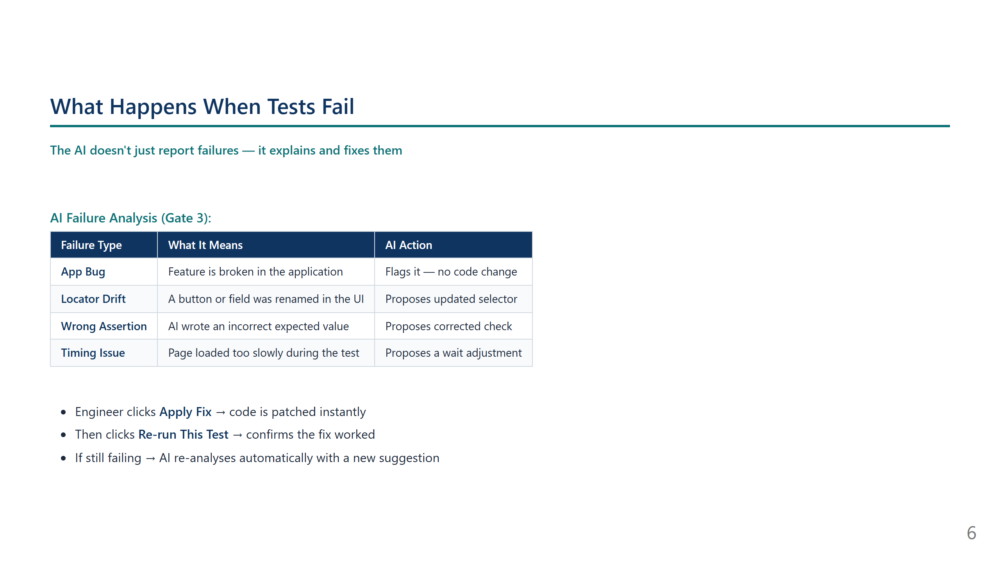 What Happens When Tests Fail
The AI doesn't just report failures — it explains and fixes them
AI Failure Analysis (Gate 3):
Failure Type What It Means AI Action
App Bug Feature is broken in the application Flags it — no code change
Locator Drift A button or field was renamed in the UI Proposes updated selector
Wrong Assertion AI wrote an incorrect expected value Proposes corrected check
Timing Issue Page loaded too slowly during the test Proposes a wait adjustment
• Engineer clicks Apply Fix → code is patched instantly
• Then clicks Re-run This Test → confirms the fix worked
• If still failing → AI re-analyses automatically with a new suggestion
6